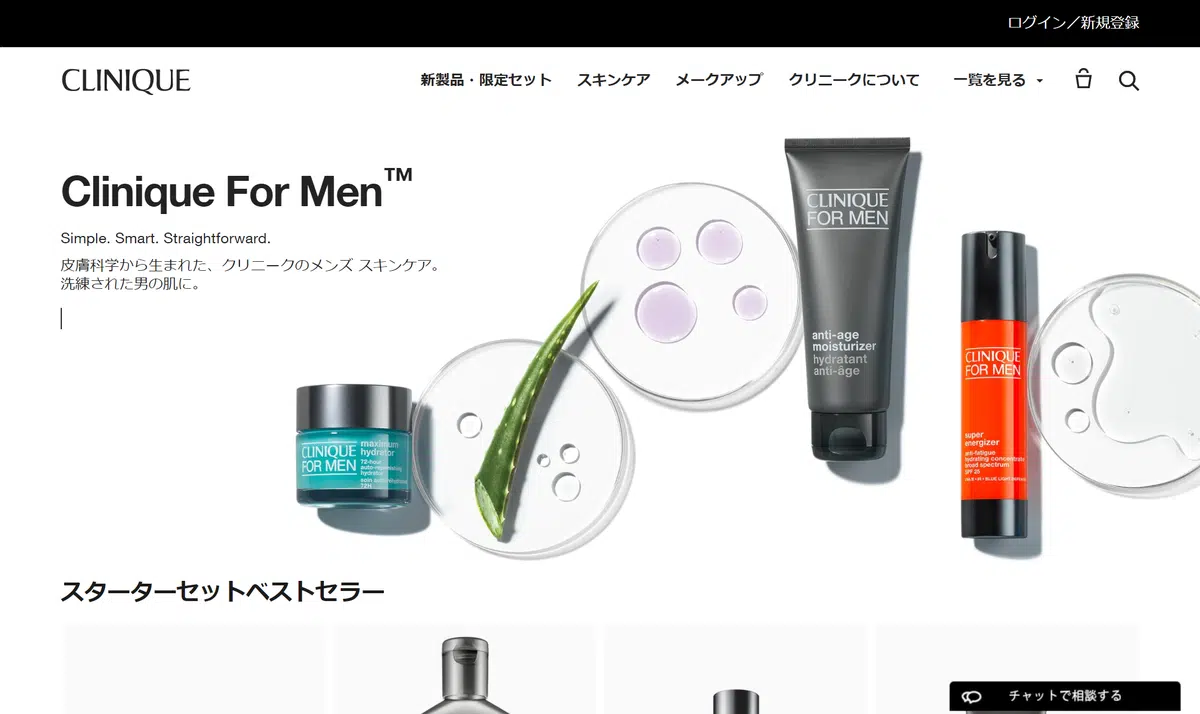 ログイン／新規登録
CLINIQUE
新製品・限定セット スキンケア メークアップ クリニークについて 一覧を見る
Clinique For Men™
Simple. Smart. Straightforward.
皮膚科学から生まれた、クリニークのメンズ スキンケア。
洗練された男の肌に。
CLINIQUE
FOR MEN
anti-age
moisturizer
hydratant
anti-âge
CLINIQUE
FOR MEN
super
energizer
anti-fatigue
hydrating concentrate
broad spectrum
SPF 25
CLINIQUE
FOR MEN
maximum
hydrator
72-hour
auto-replenishing
hydrator
72H
スターターセットベストセラー
チャットで相談する